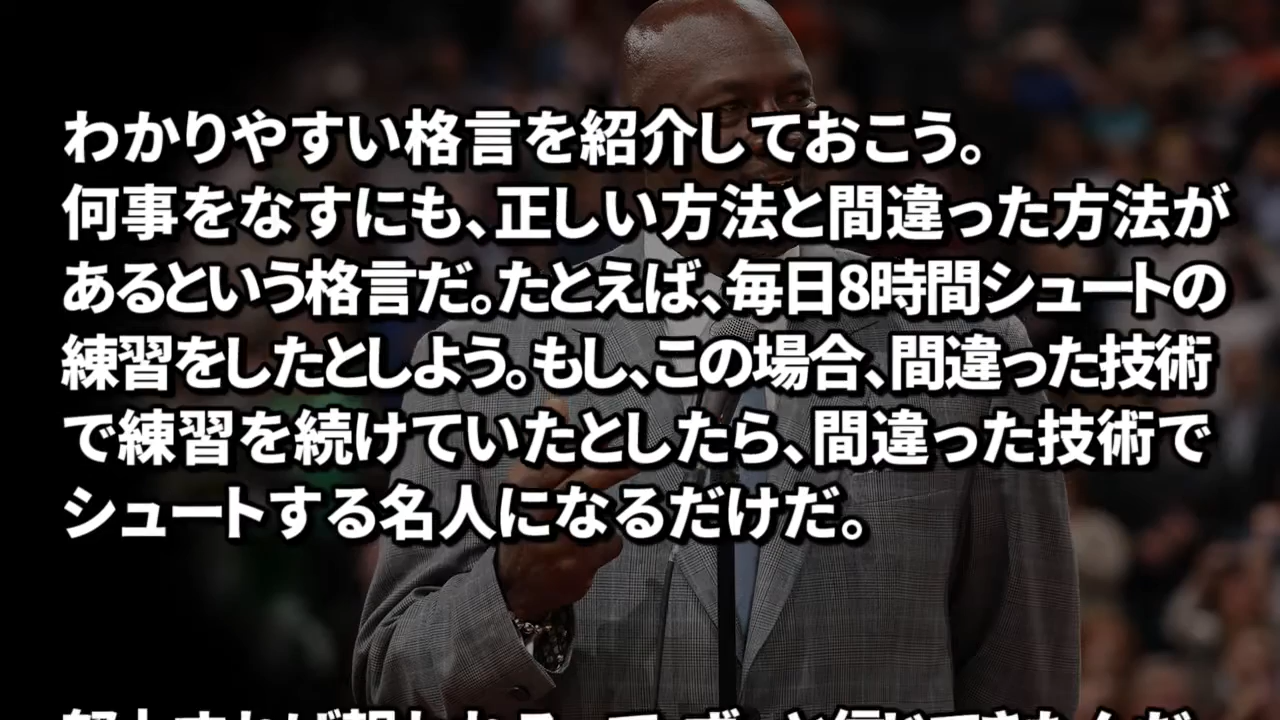 わかりやすい格言を紹介しておこう。
何事をなすにも、正しい方法と間違った方法が
あるという格言だ。たとえば、毎日8時間シュートの
練習をしたとしよう。もし、この場合、間違った技術
で練習を続けていたとしたら、間違った技術で
シュートする名人になるだけだ。